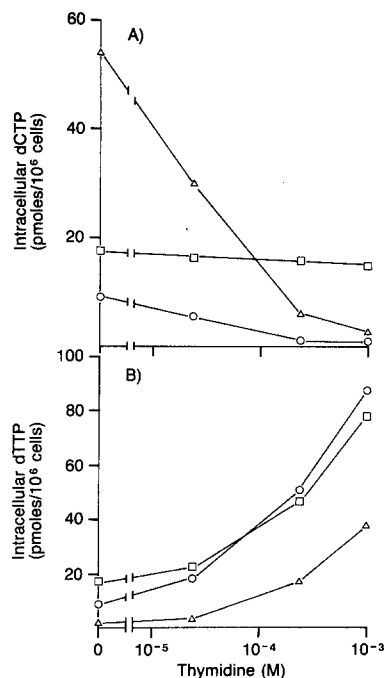 A)
Intracellular dCTP
(pmoles/10⁶ cells)
60
40
20
B)
Intracellular dTTP
(pmoles/10⁶ cells)
100
80
60
40
20
0 10⁻⁵ 10⁻⁴ 10⁻³
Thymidine (M)